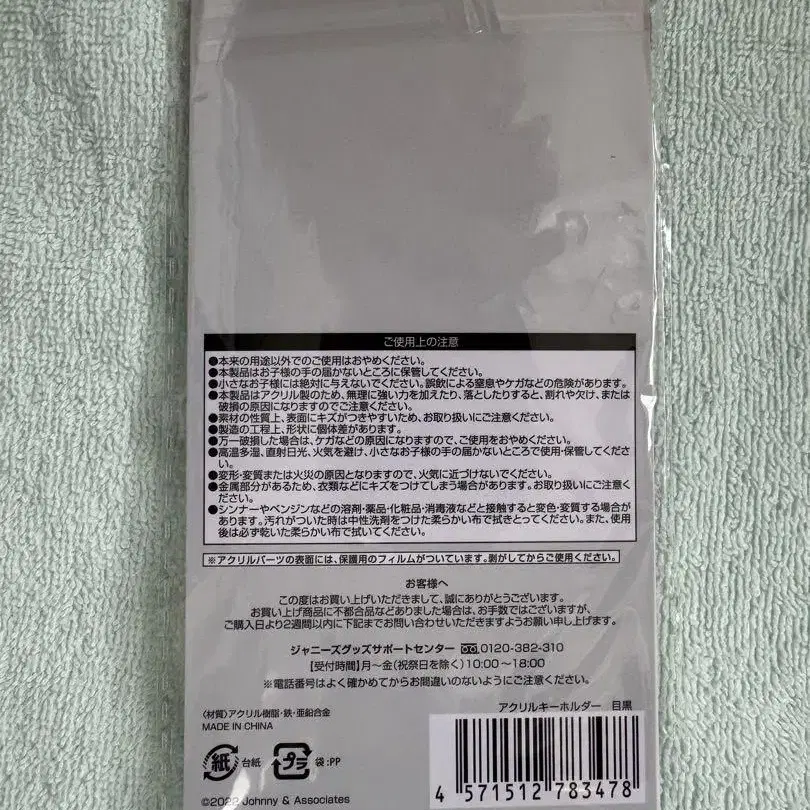 ご使用上の注意
●本来の用途以外でのご使用はおやめください。
●本製品はお子様の手の届かないところに保管してください。
●小さなお子様には絶対に与えないでください。誤飲による窒息やケガなどの危険があります。
●本製品はアクリル製のため、無理に強い力を加えたり、落としたりすると、割れや欠け、または
破損の原因になりますのでご注意ください。
●素材の性質上、表面にキズがつきやすいため、お取り扱いにご注意ください。
●製造の工程上、形状に個体差があります。
●万一破損した場合は、ケガなどの原因になりますので、ご使用をおやめください。
●高温多湿、直射日光、火気を避け、小さなお子様の手の届かないところで使用・保管してくださ
い。
●変形・変質または火災の原因となりますので、火気に近づけないでください。
●金属部分があるため、衣類などにキズをつけてしまう場合があります。お取り扱いにご注意く
ださい。
●シンナーやベンジンなどの溶剤・薬品・化粧品・消毒液などと接触すると変色・変質する場合が
あります。汚れがついた時は中性洗剤をつけた柔らかい布で拭きとってください。また、使用
後は必ず乾いた柔らかい布で拭いてください。
※アクリルパーツの表面には、保護用のフィルムがついています。剥がしてからご使用ください。
お客様へ
この度はお買い上げいただきまして、誠にありがとうございます。
お買い上げ商品に不都合品などありました場合は、お手数ではございますが、
ご購入日より2週間以内に下記までお問い合わせいただきますようお願い申し上げます。
ジャニーズグッズサポートセンター 0120-382-310
【受付時間】月〜金(祝祭日を除く)10:00〜18:00
※電話番号はよく確かめてからお間違いのないようにご注意ください。
〈材質〉アクリル樹脂・鉄・亜鉛合金
MADE IN CHINA
アクリルキーホルダー 目黒
紙 台紙 プラ 袋:PP
4 571512 783478
©2022 Johnny & Associates